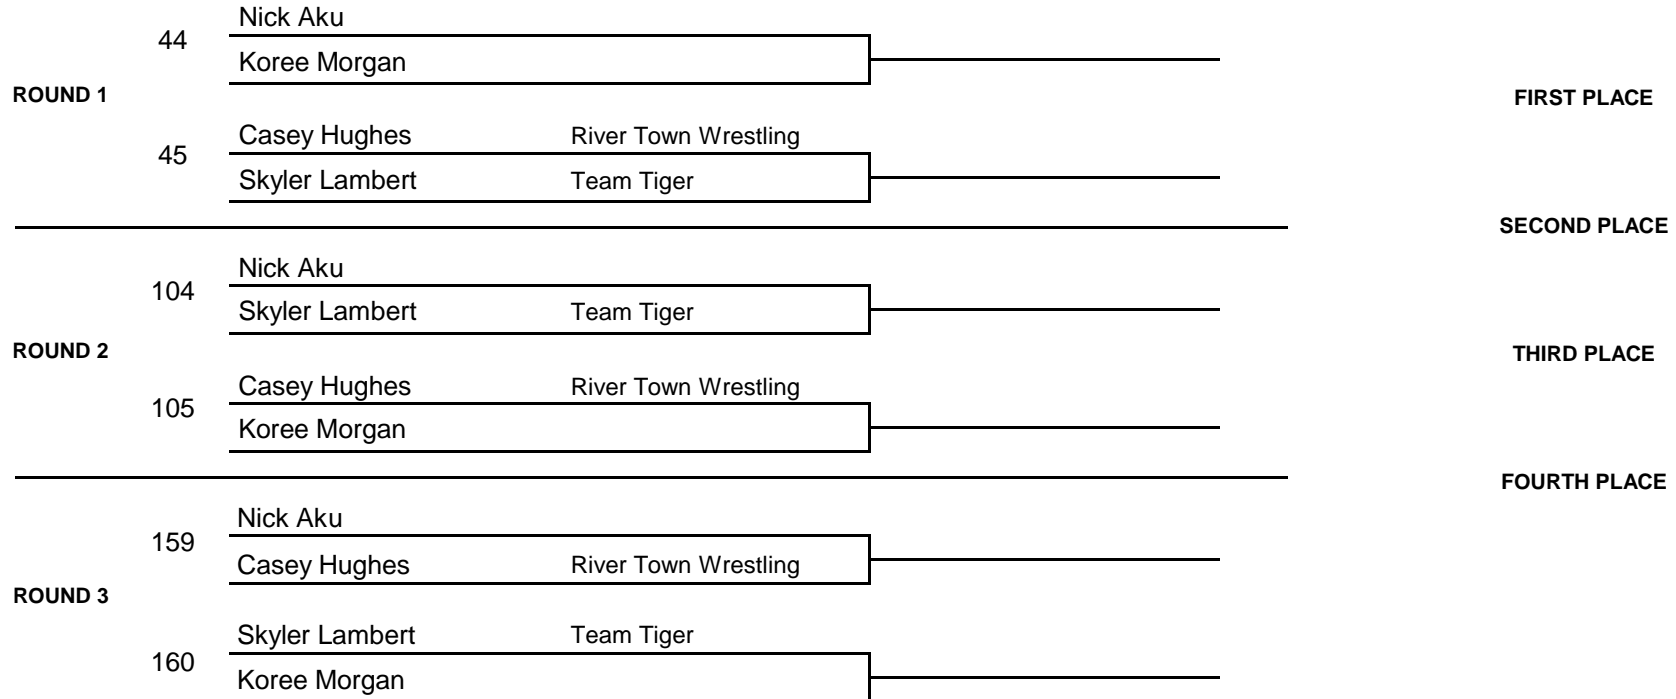 Nick Aku
44
Koree Morgan
ROUND 1
FIRST PLACE
Casey Hughes River Town Wrestling
45
Skyler Lambert Team Tiger
SECOND PLACE
Nick Aku
104
Skyler Lambert Team Tiger
ROUND 2
THIRD PLACE
Casey Hughes River Town Wrestling
105
Koree Morgan
FOURTH PLACE
Nick Aku
159
Casey Hughes River Town Wrestling
ROUND 3
Skyler Lambert Team Tiger
160
Koree Morgan